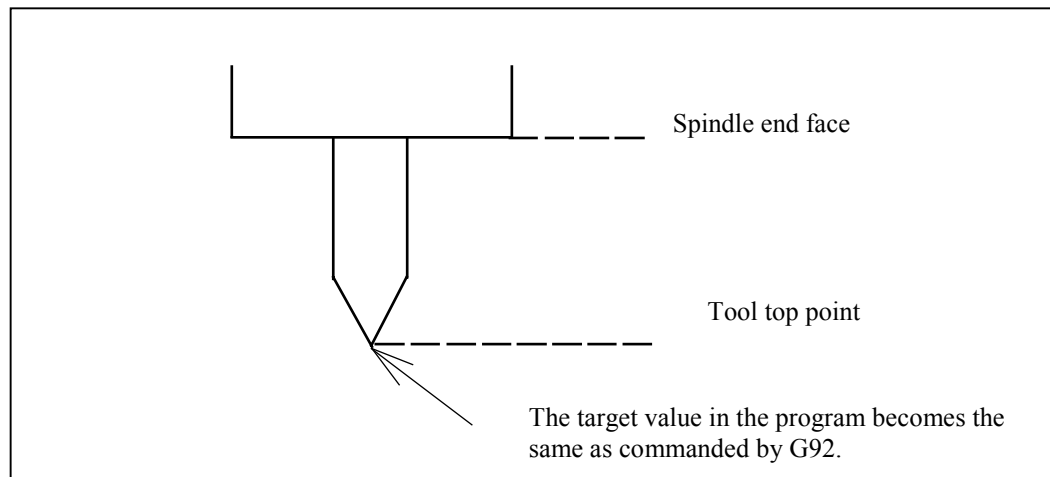 Spindle end face
Tool top point
The target value in the program becomes the
same as commanded by G92.